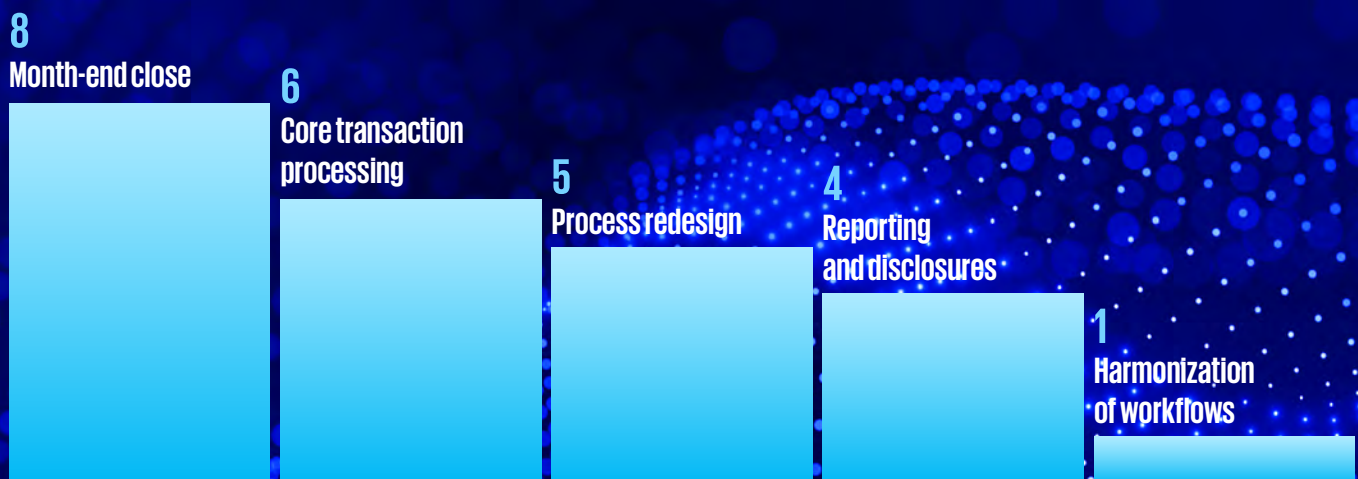 8
Month-end close
6
Core transaction
processing
5
Process redesign
4
Reporting
and disclosures
1
Harmonization
of workflows